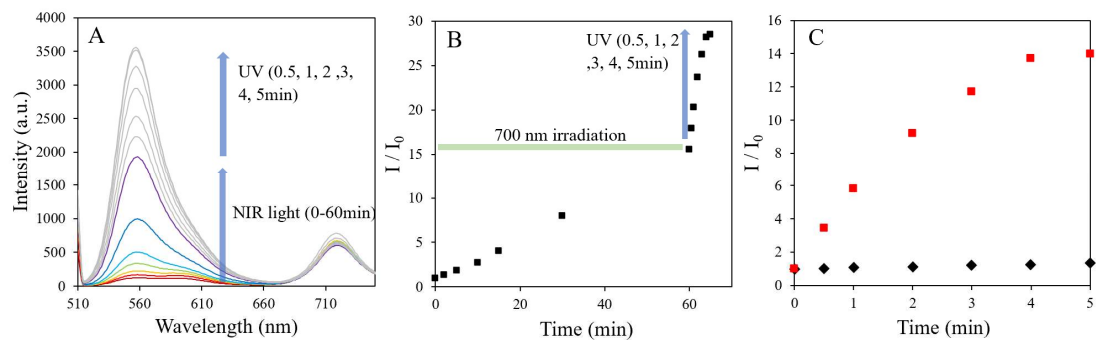 A
4000
3500
3000
2500
2000
1500
1000
500
0
510
560
610
660
710
Intensity (a.u.)
Wavelength (nm)
UV (0.5, 1, 2 ,3,
4, 5min)
NIR light (0-60min)
B
30
25
20
15
10
5
0
0
20
40
60
I / I0
Time (min)
UV (0.5, 1, 2
,3, 4, 5min)
700 nm irradiation
C
16
14
12
10
8
6
4
2
0
0
1
2
3
4
5
I / I0
Time (min)